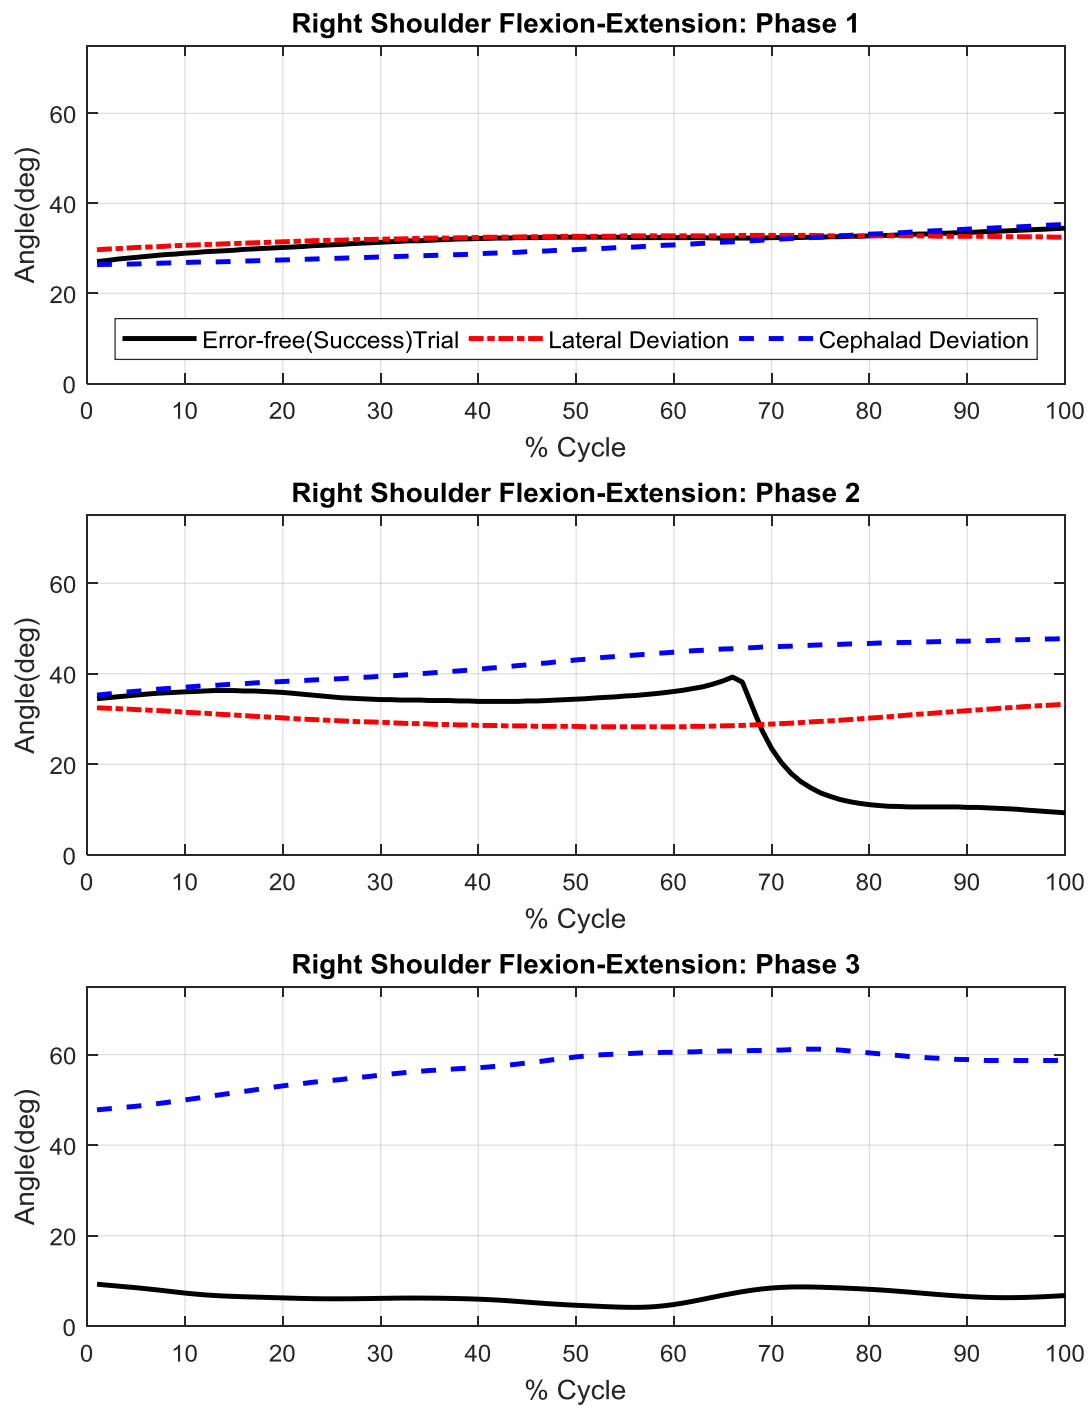 Right Shoulder Flexion-Extension: Phase 1
Angle(deg)
60
40
20
0
Error-free(Success)Trial Lateral Deviation Cephalad Deviation
0 10 20 30 40 50 60 70 80 90 100
% Cycle
Right Shoulder Flexion-Extension: Phase 2
Angle(deg)
60
40
20
0
0 10 20 30 40 50 60 70 80 90 100
% Cycle
Right Shoulder Flexion-Extension: Phase 3
Angle(deg)
60
40
20
0
0 10 20 30 40 50 60 70 80 90 100
% Cycle